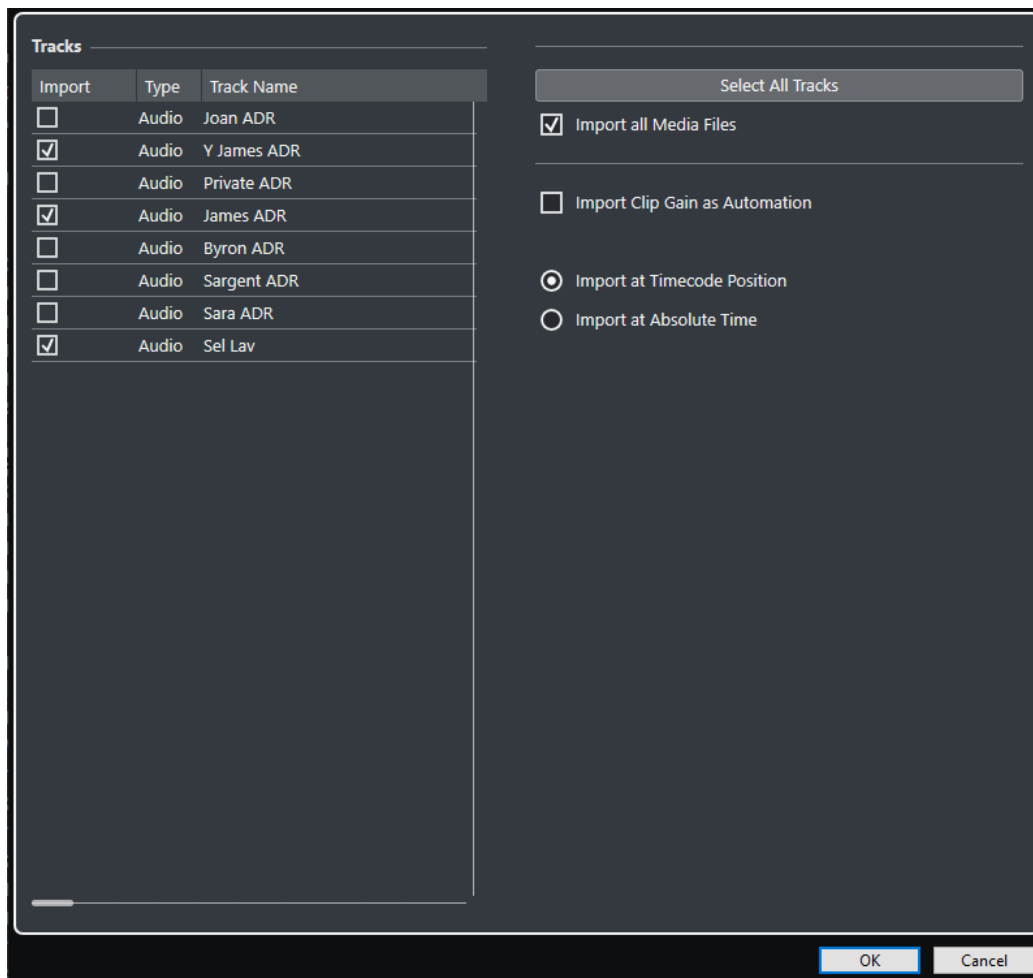 Tracks
Import Type Track Name
Audio Joan ADR
Audio Y James ADR
Audio Private ADR
Audio James ADR
Audio Byron ADR
Audio Sargent ADR
Audio Sara ADR
Audio Sel Lav
Select All Tracks
Import all Media Files
Import Clip Gain as Automation
Import at Timecode Position
Import at Absolute Time
OK Cancel